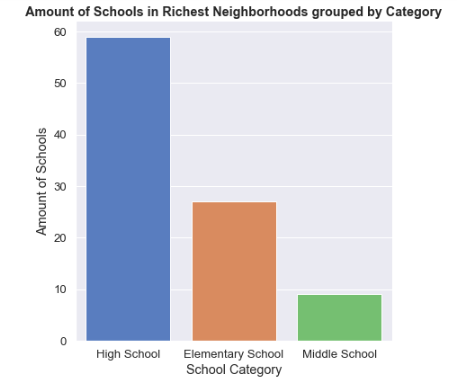 Amount of Schools in Richest Neighborhoods grouped by Category
60
50
40
30
20
10
0
Amount of Schools
High School
Elementary School
Middle School
School Category